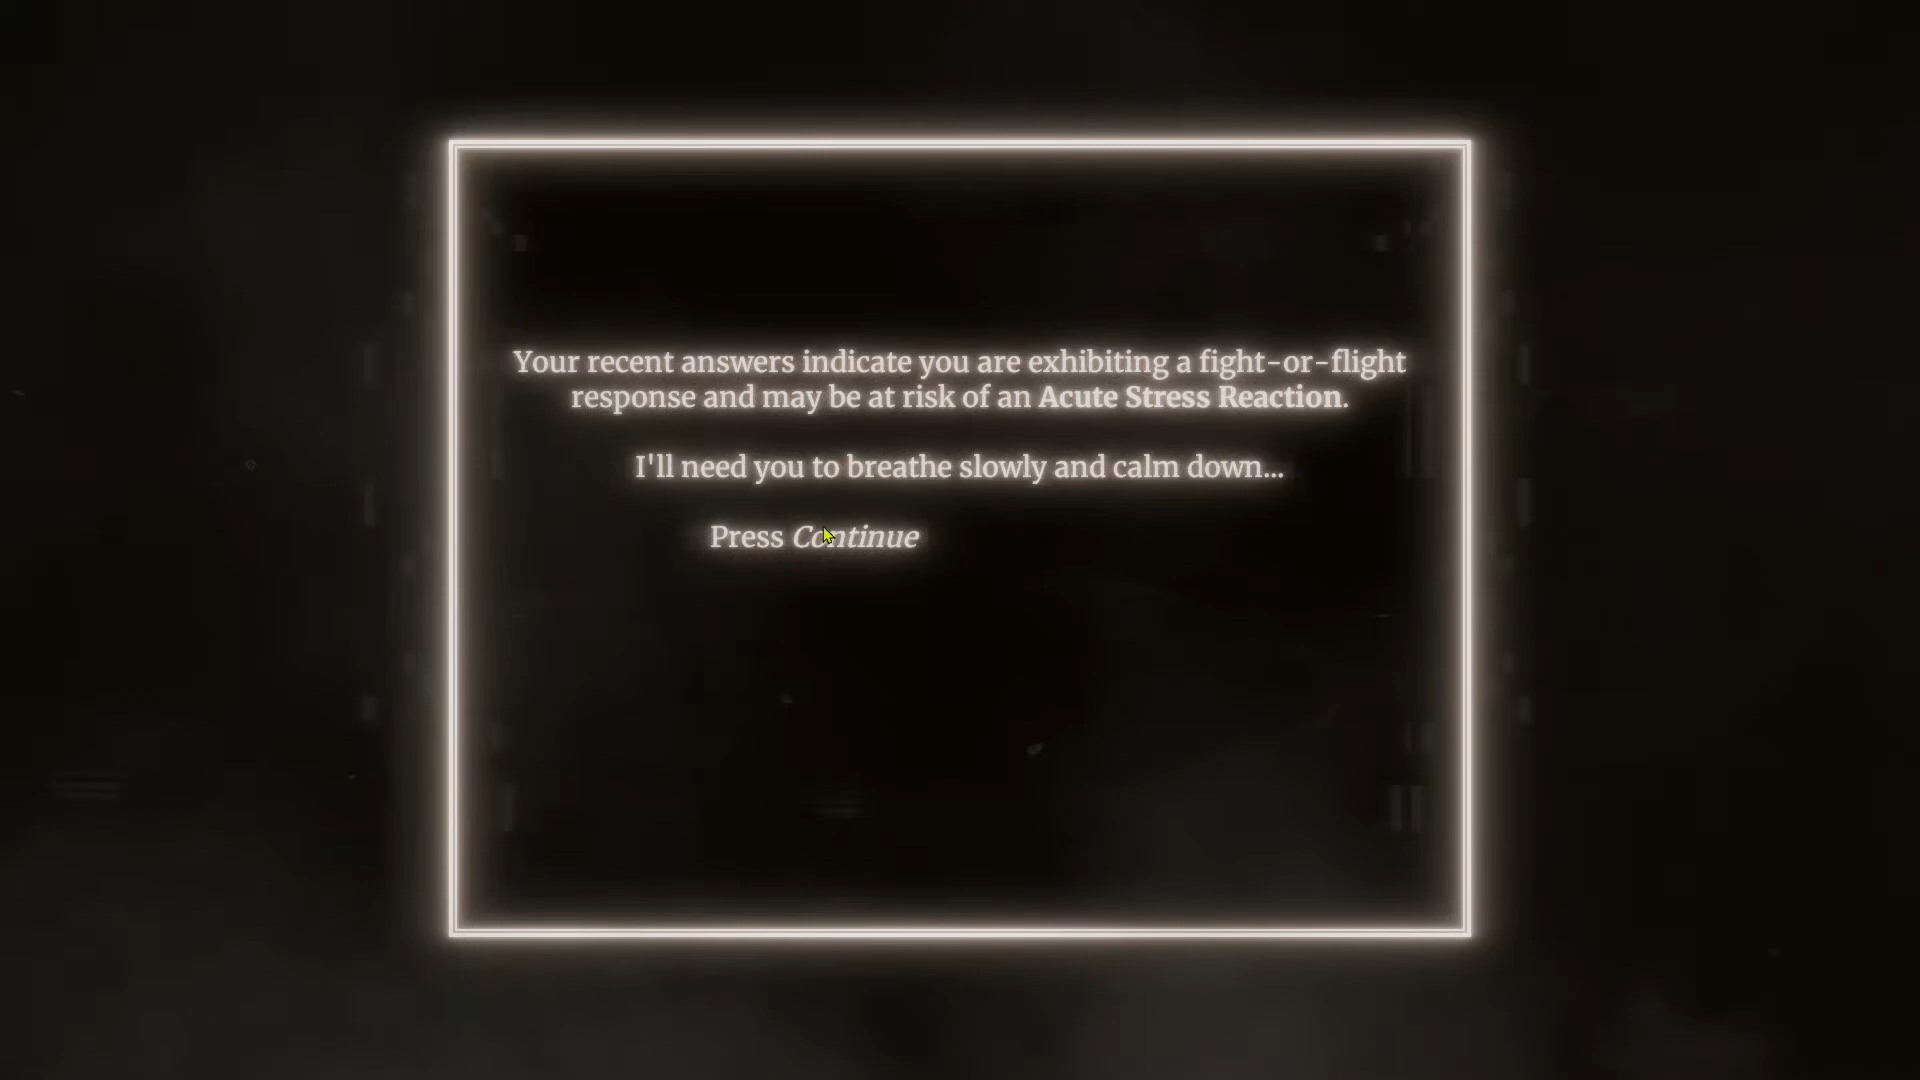 Your recent answers indicate you are exhibiting a fight-or-flight
response and may be at risk of an Acute Stress Reaction.
I'll need you to breathe slowly and calm down...
Press Continue